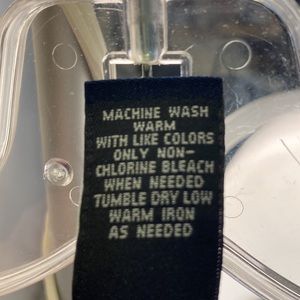 MACHINE WASH
WARM
WITH LIKE COLORS
ONLY NON-
CHLORINE BLEACH
WHEN NEEDED
TUMBLE DRY LOW
WARM IRON
AS NEEDED